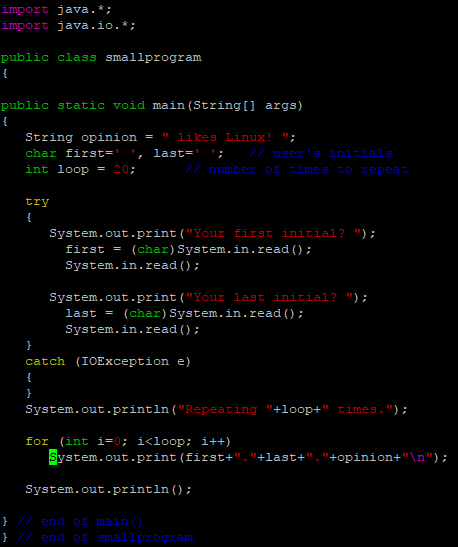 import java.*;
import java.io.*;
public class smallprogram
{
public static void main(String[] args)
{
String opinion = " likes Linux! ";
char first=' ', last=' ';   // user's initials
int loop = 20;      // number of times to repeat
try
{
System.out.print("Your first initial? ");
first = (char)System.in.read();
System.in.read();
System.out.print("Your last initial? ");
last = (char)System.in.read();
System.in.read();
}
catch (IOException e)
{
}
System.out.println("Repeating "+loop+" times.");
for (int i=0; i<loop; i++)
System.out.print(first+"."+last+"."+opinion+"\n");
System.out.println();
} // end of main()
} // end of smallprogram